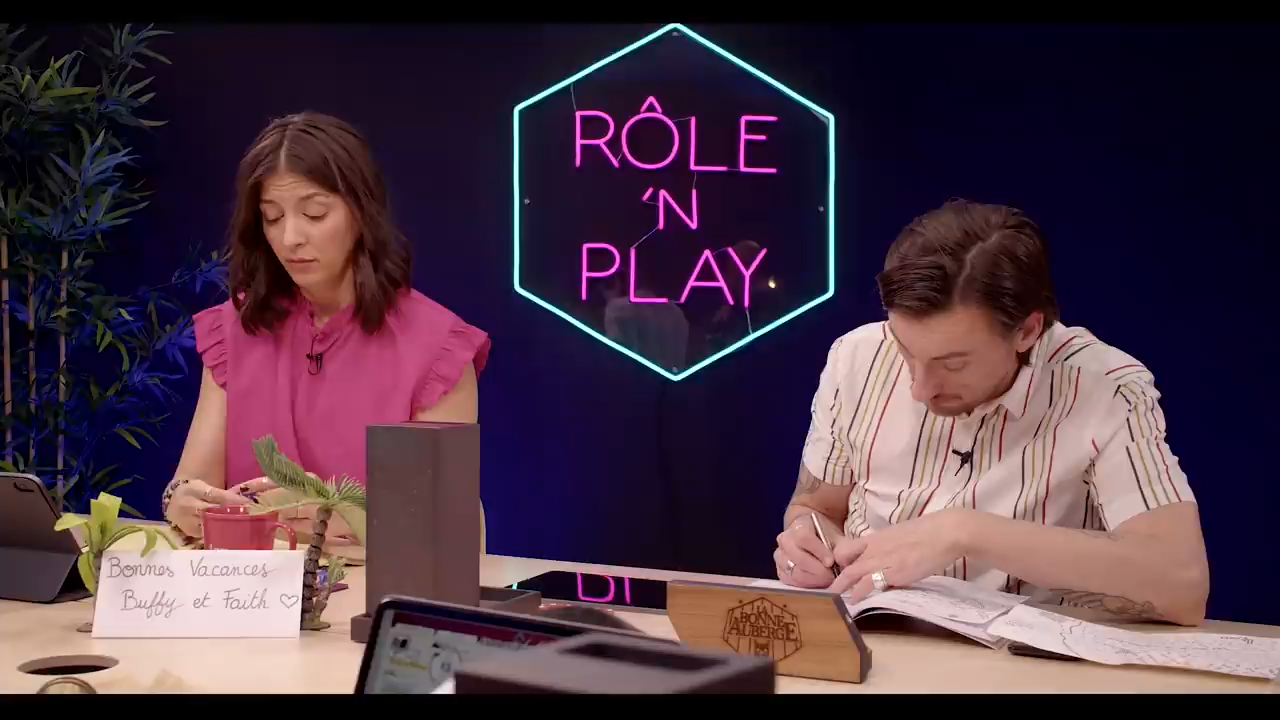 RÔLE
'N
PLAY
Bonnes Vacances
Buffy et Faith ♡
LA
BONNE
AUBERGE